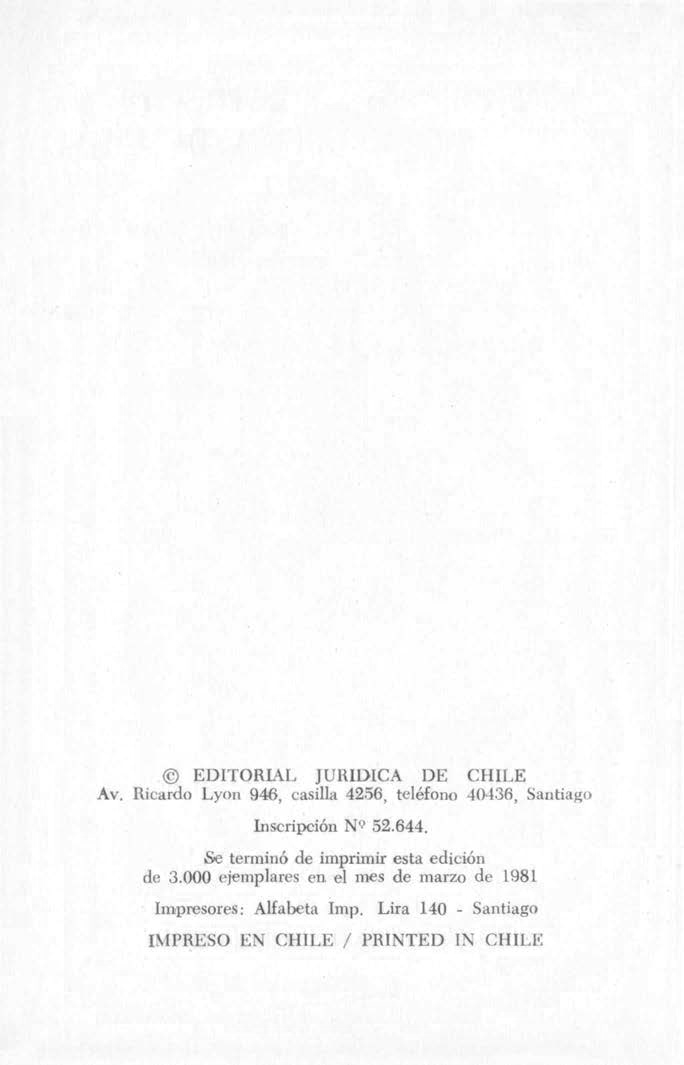 © EDITORIAL JURIDICA DE CHILE
Av. Ricardo Lyon 946, casilla 4256, teléfono 40436, Santiago
Inscripción Nº 52.644.
Se terminó de imprimir esta edición
de 3.000 ejemplares en el mes de marzo de 1981
Impresores: Alfabeta Imp. Lira 140 - Santiago
IMPRESO EN CHILE / PRINTED IN CHILE